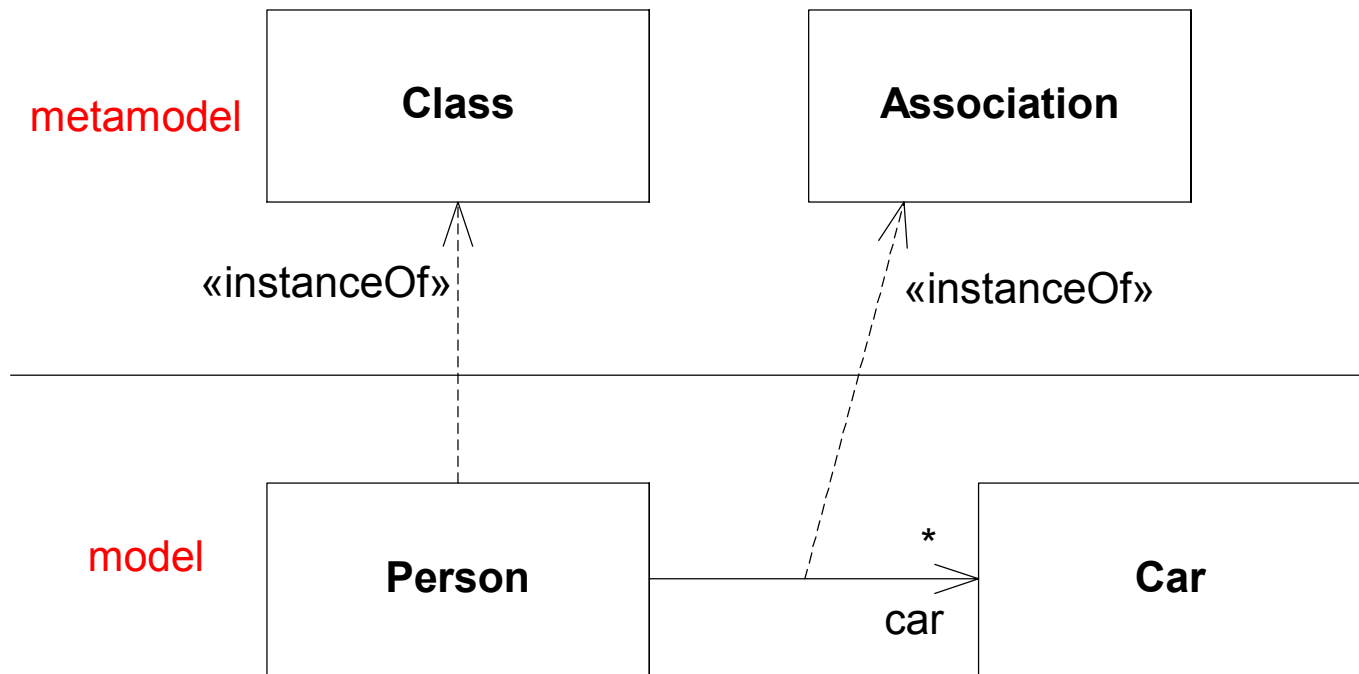 Class
Association
metamodel
«instanceOf»
«instanceOf»
model
Person
*
car
Car